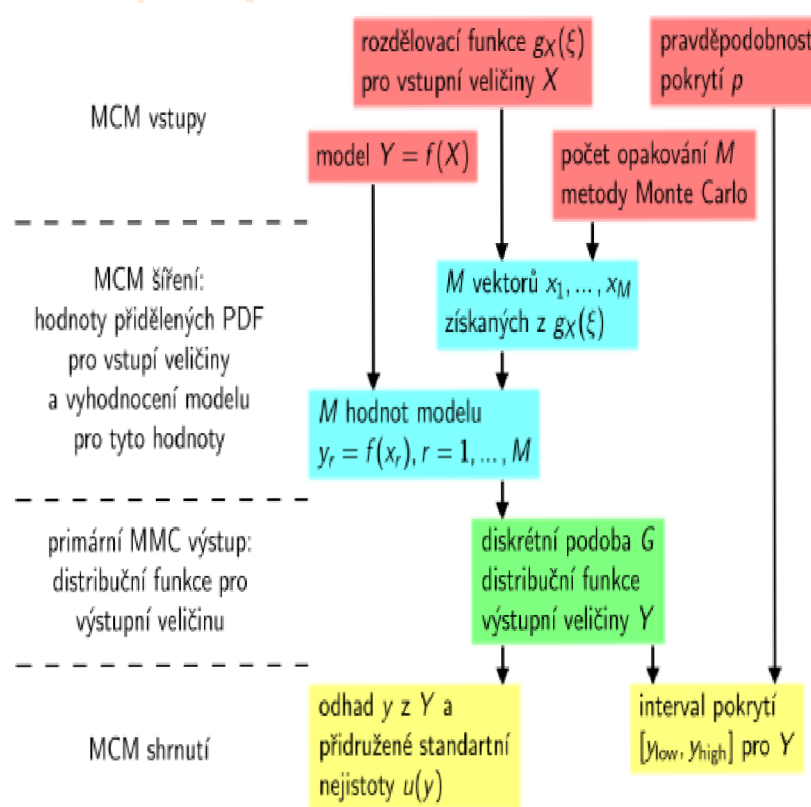 rozdělovací funkce gX(ξ)
pro vstupní veličiny X
pravděpodobnost
pokrytí p
MCM vstupy
model Y = f(X)
počet opakování M
metody Monte Carlo
MCM šíření:
hodnoty přidělených PDF
pro vstupí veličiny
a vyhodnocení modelu
pro tyto hodnoty
M vektorů x₁, ..., x_M
získaných z gX(ξ)
M hodnot modelu
yᵣ = f(xᵣ), r = 1, ..., M
primární MMC výstup:
distribuční funkce pro
výstupní veličinu
diskrétní podoba G
distribuční funkce
výstupní veličiny Y
MCM shrnutí
odhad y z Y a
přidružené standartní
nejistoty u(y)
interval pokrytí
[y_low, y_high] pro Y